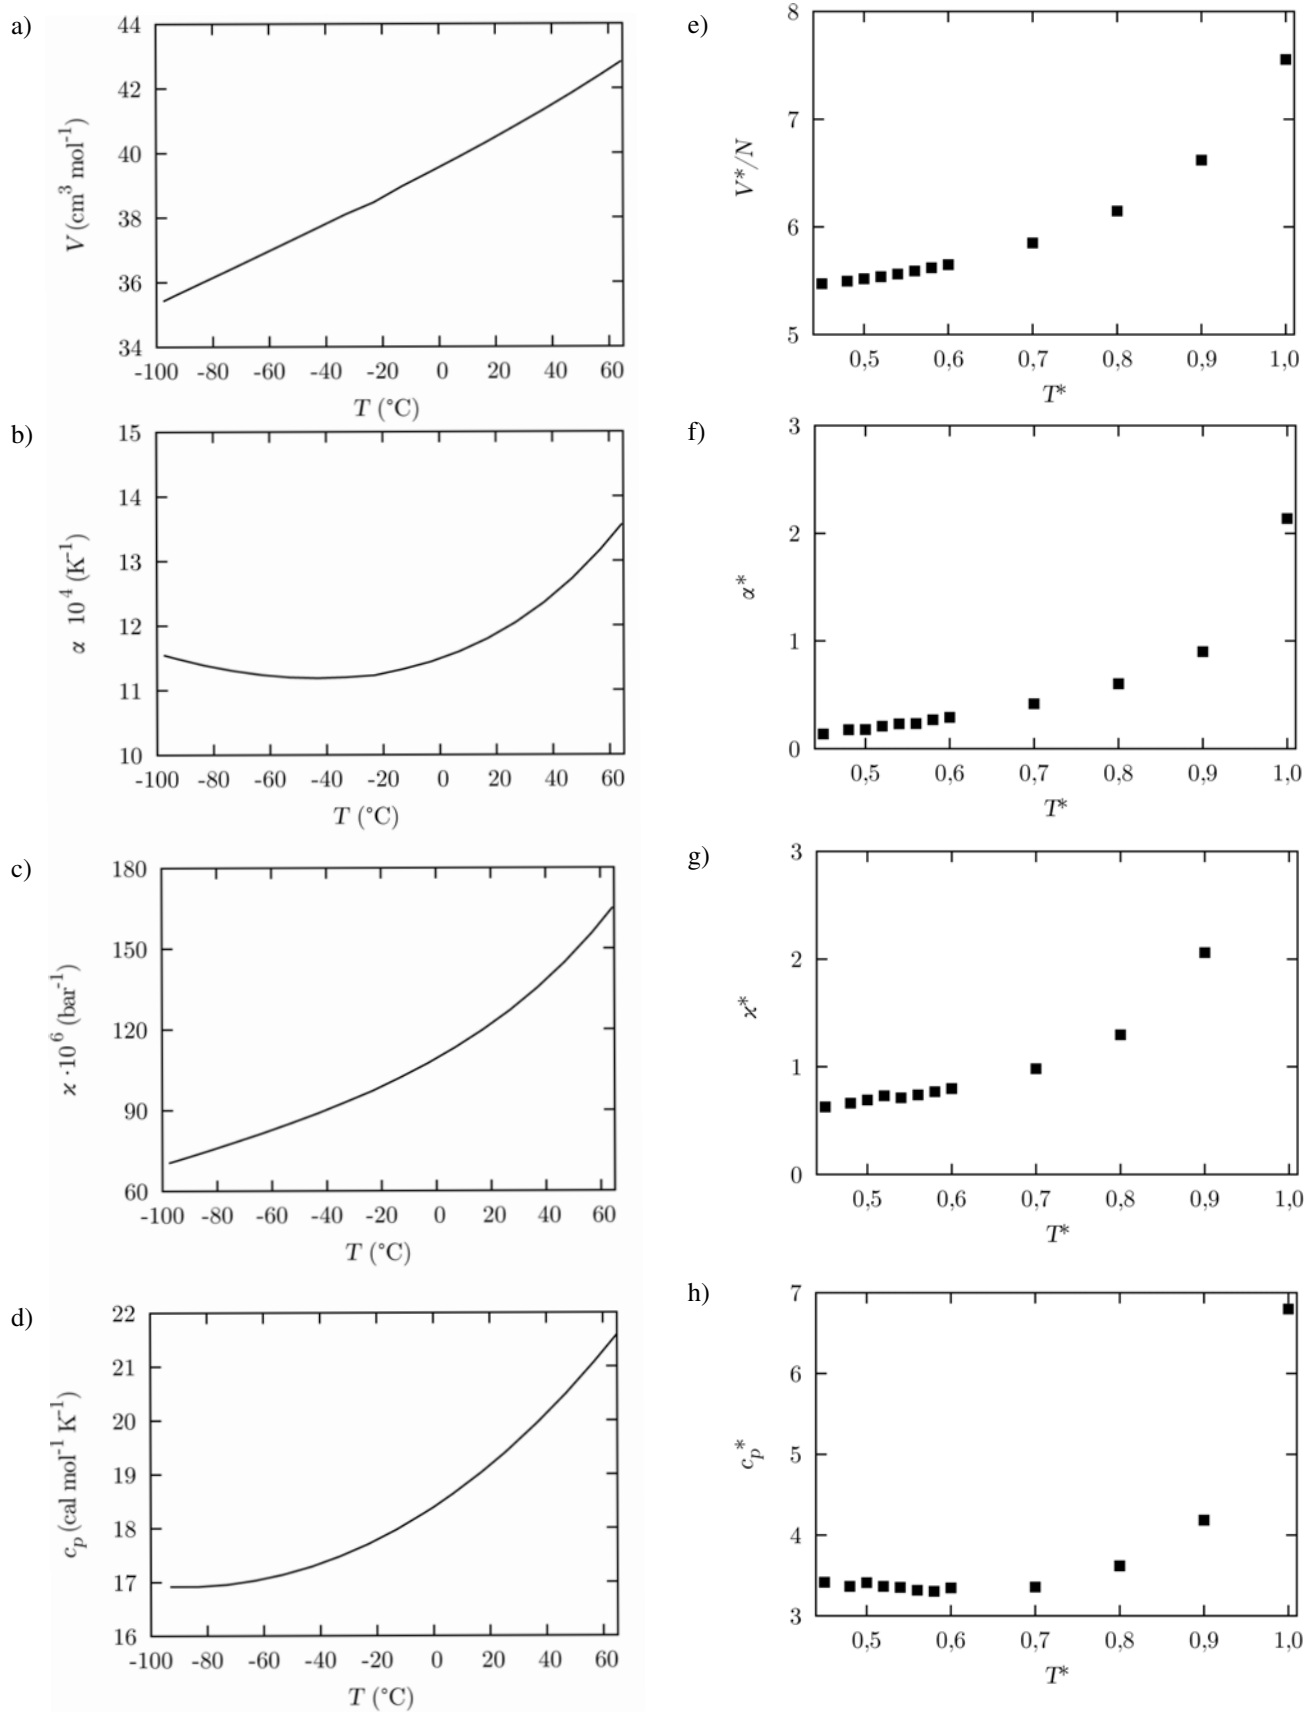 a)
44
42
40
38
36
34
V (cm³ mol⁻¹)
-100 -80 -60 -40 -20 0 20 40 60
T (°C)
b)
15
14
13
12
11
10
α 10⁴ (K⁻¹)
-100 -80 -60 -40 -20 0 20 40 60
T (°C)
c)
180
150
120
90
60
ϰ·10⁶ (bar⁻¹)
-100 -80 -60 -40 -20 0 20 40 60
T (°C)
d)
22
21
20
19
18
17
16
cₚ (cal mol⁻¹ K⁻¹)
-100 -80 -60 -40 -20 0 20 40 60
T (°C)
e)
8
7
6
5
V*/N
0,5 0,6 0,7 0,8 0,9 1,0
T*
f)
3
2
1
0
α*
0,5 0,6 0,7 0,8 0,9 1,0
T*
g)
3
2
1
0
ϰ*
0,5 0,6 0,7 0,8 0,9 1,0
T*
h)
7
6
5
4
3
cₚ*
0,5 0,6 0,7 0,8 0,9 1,0
T*